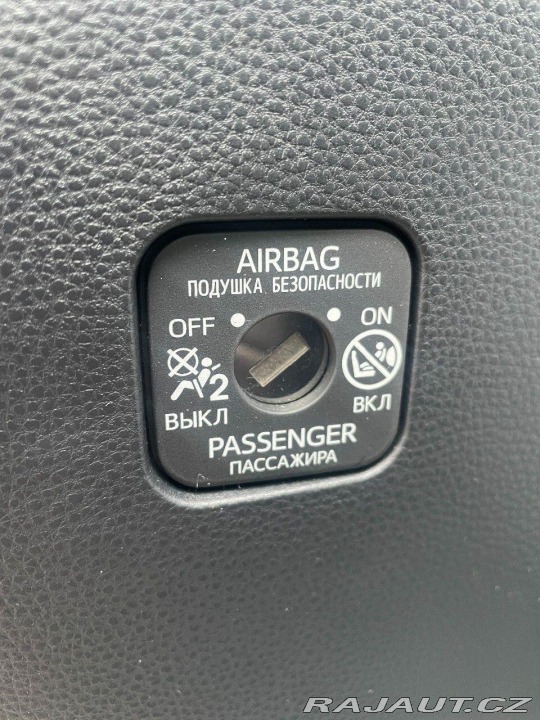 AIRBAG
ПОДУШКА БЕЗОПАСНОСТИ
OFF ON
2
ВЫКЛ ВКЛ
PASSENGER
ПАССАЖИРА
RAJAUT.CZ